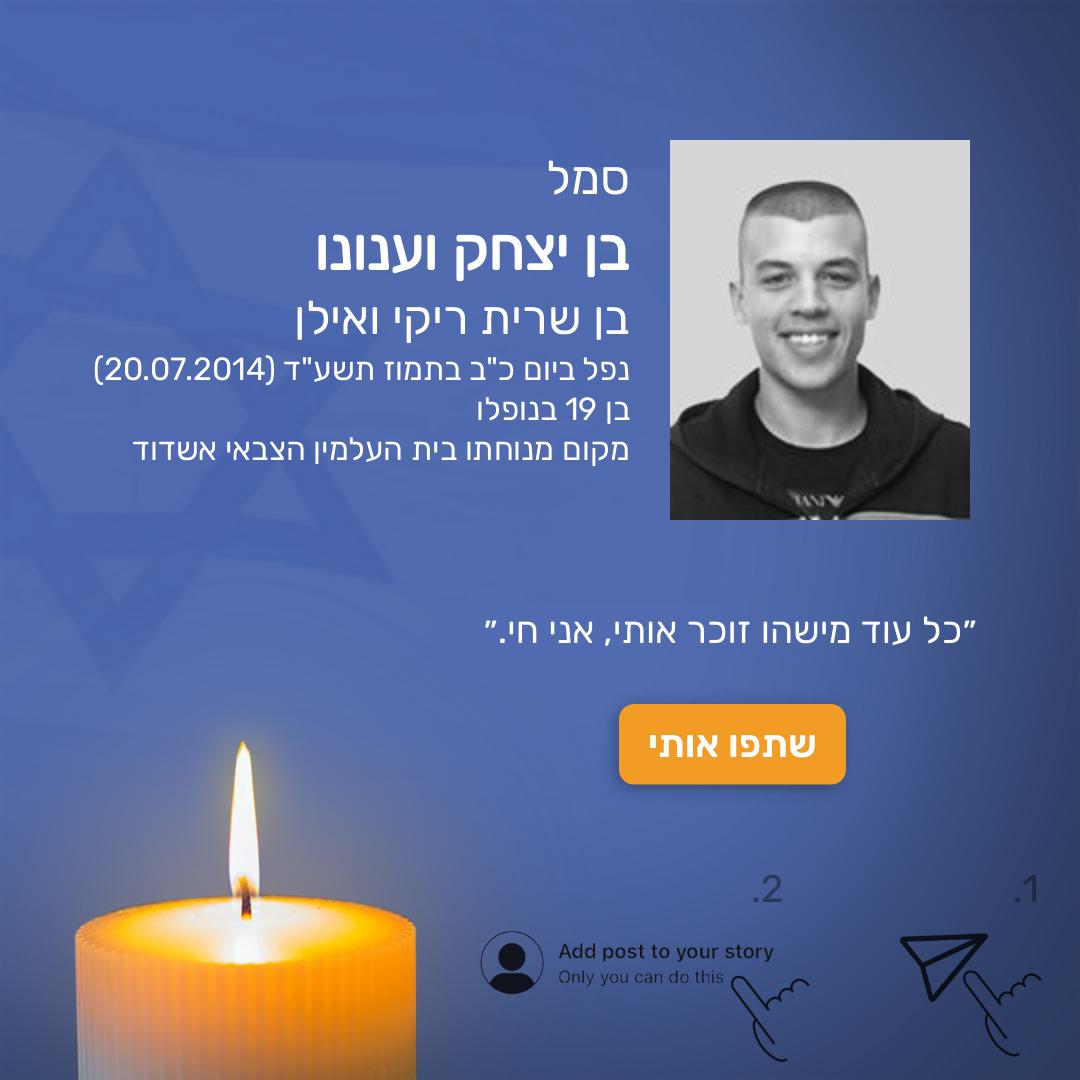 סמל
בן יצחק וענונו
בן שרית ריקי ואילן
נפל ביום כ"ב בתמוז תשע"ד (20.07.2014)
בן 19 בנופלו
מקום מנוחתו בית העלמין הצבאי אשדוד
״כל עוד מישהו זוכר אותי, אני חי.״
שתפו אותי
.1
.2
Add post to your story
Only you can do this